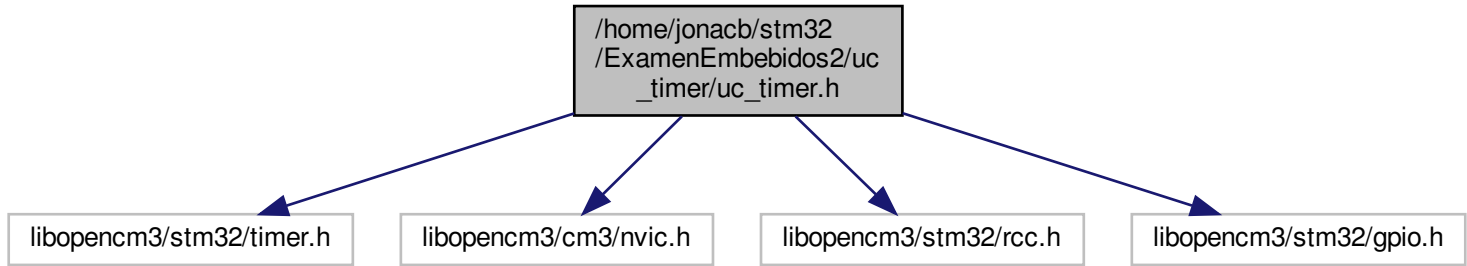 /home/jonacb/stm32
/ExamenEmbebidos2/uc
_timer/uc_timer.h
libopencm3/stm32/timer.h
libopencm3/cm3/nvic.h
libopencm3/stm32/rcc.h
libopencm3/stm32/gpio.h